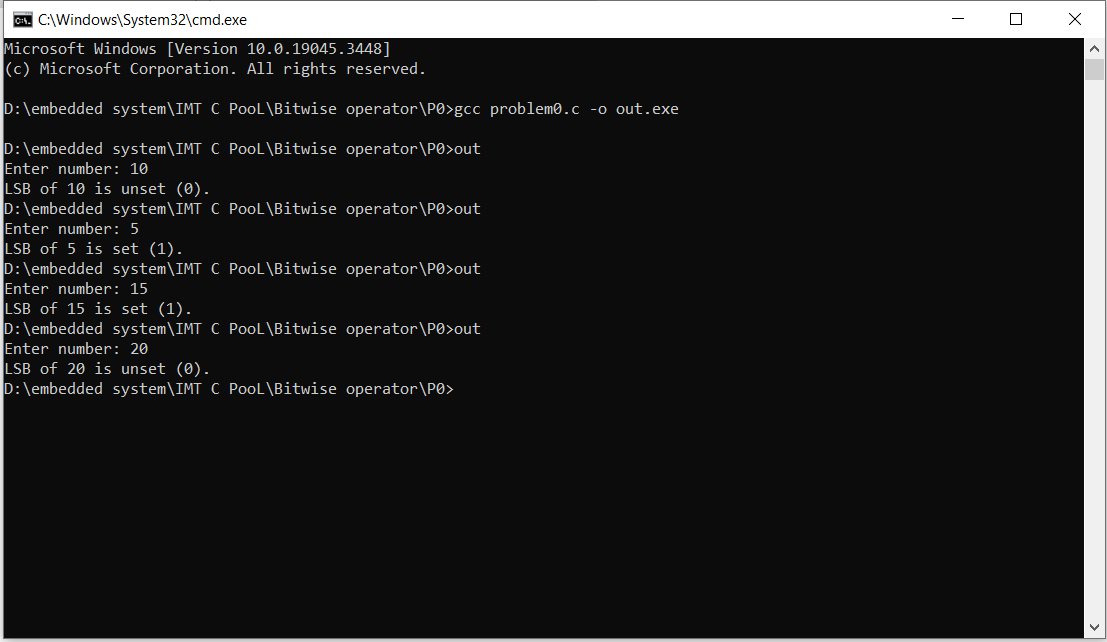 C:\Windows\System32\cmd.exe
Microsoft Windows [Version 10.0.19045.3448]
(c) Microsoft Corporation. All rights reserved.
D:\embedded system\IMT C PooL\Bitwise operator\P0>gcc problem0.c -o out.exe
D:\embedded system\IMT C PooL\Bitwise operator\P0>out
Enter number: 10
LSB of 10 is unset (0).
D:\embedded system\IMT C PooL\Bitwise operator\P0>out
Enter number: 5
LSB of 5 is set (1).
D:\embedded system\IMT C PooL\Bitwise operator\P0>out
Enter number: 15
LSB of 15 is set (1).
D:\embedded system\IMT C PooL\Bitwise operator\P0>out
Enter number: 20
LSB of 20 is unset (0).
D:\embedded system\IMT C PooL\Bitwise operator\P0>